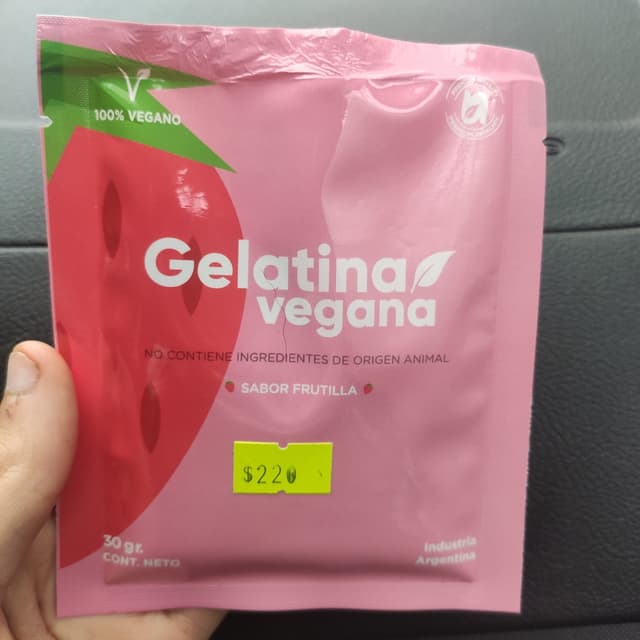 100% VEGANO
Gelatina
vegana
NO CONTIENE INGREDIENTES DE ORIGEN ANIMAL
SABOR FRUTILLA
$220
30 gr.
CONT. NETO
Industria
Argentina